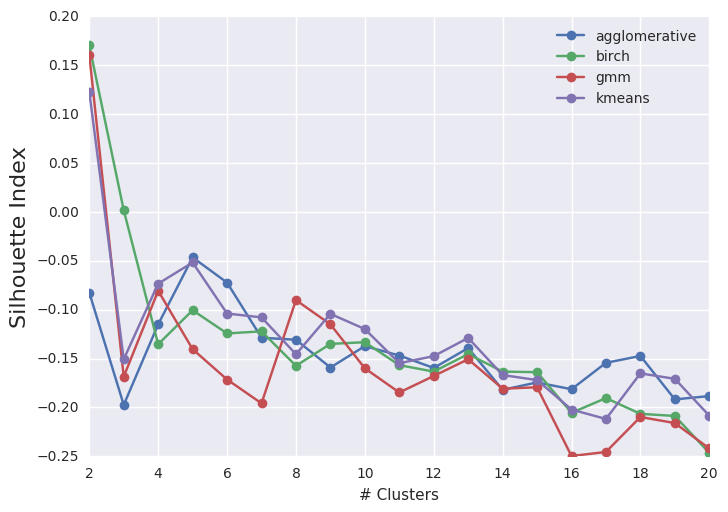 0.20
0.15
0.10
0.05
0.00
−0.05
−0.10
−0.15
−0.20
−0.25
Silhouette Index
agglomerative
birch
gmm
kmeans
2 4 6 8 10 12 14 16 18 20
# Clusters